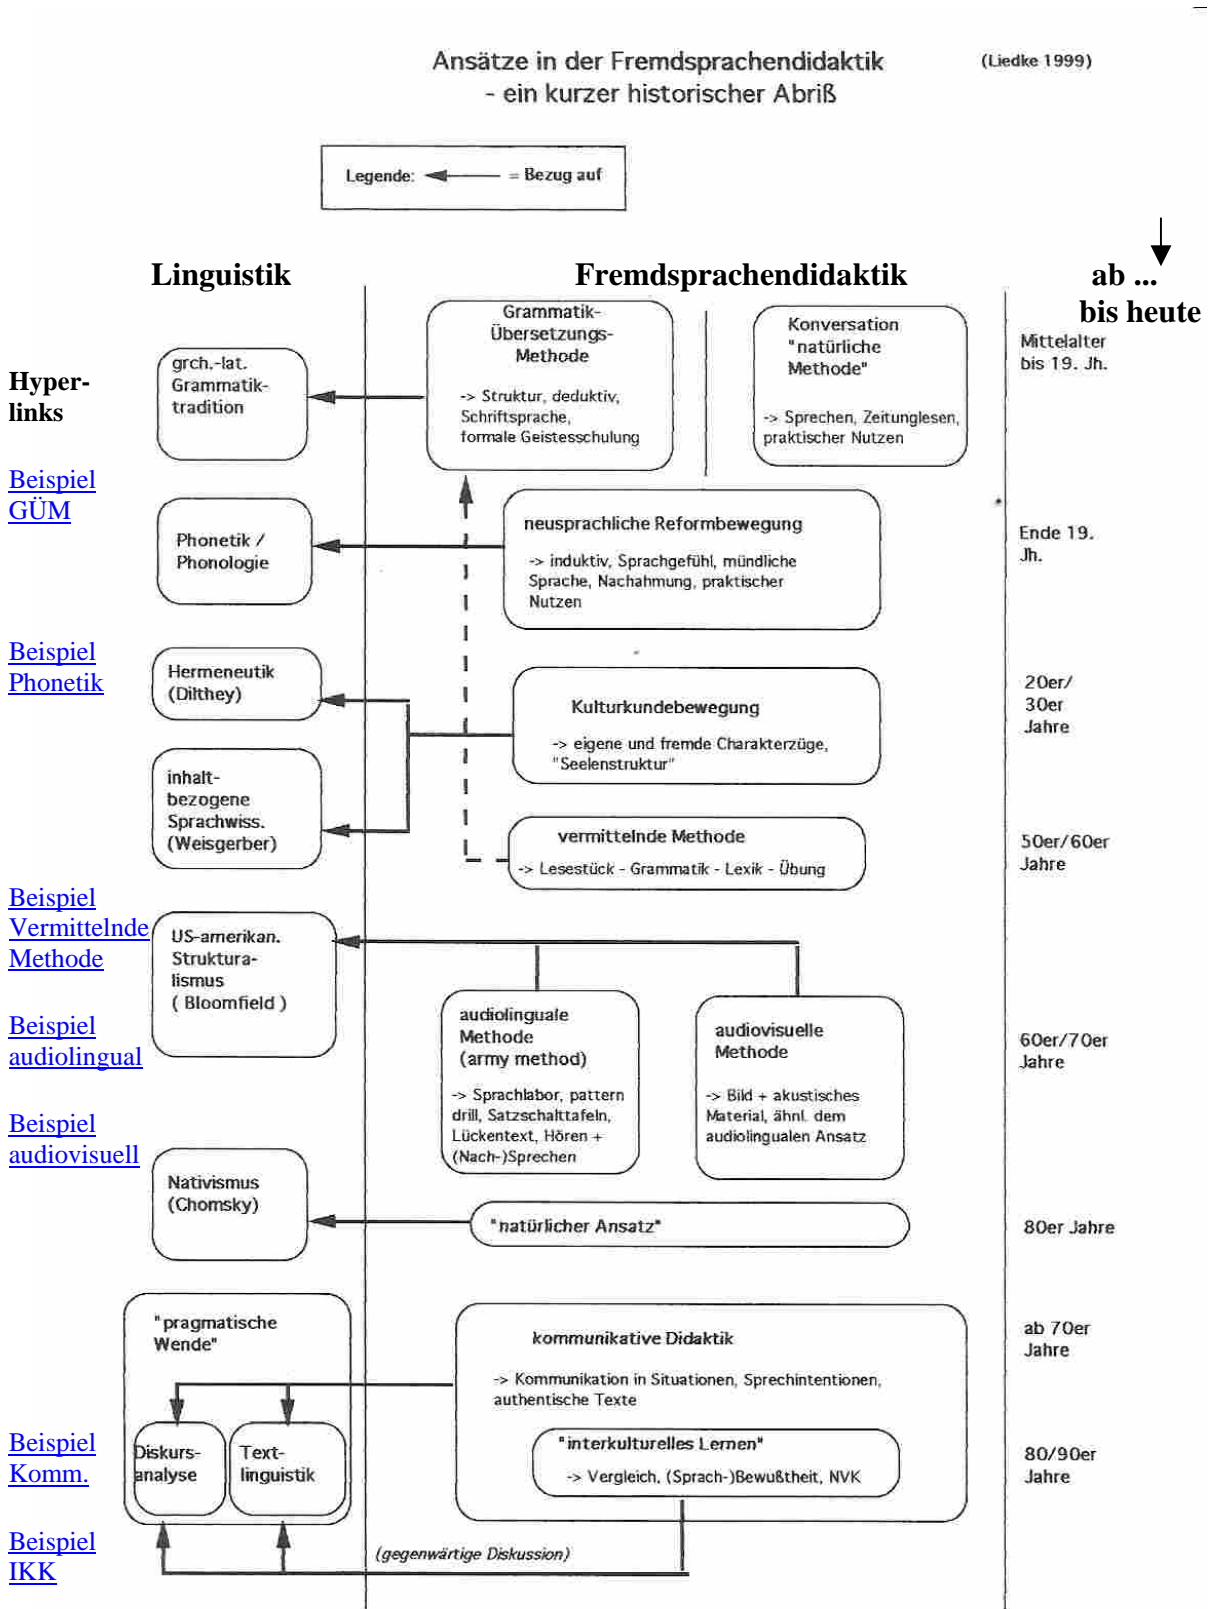 Ansätze in der Fremdsprachendidaktik
- ein kurzer historischer Abriß
(Liedke 1999)
Legende: = Bezug auf
Linguistik
Fremdsprachendidaktik
ab ...
bis heute
Hyper-
links
grch.-lat.
Grammatik-
tradition
Grammatik-
Übersetzungs-
Methode
-> Struktur, deduktiv,
Schriftsprache,
formale Geistesschulung
Konversation
"natürliche
Methode"
-> Sprechen, Zeitunglesen,
praktischer Nutzen
Mittelalter
bis 19. Jh.
Beispiel
GÜM
Phonetik /
Phonologie
neusprachliche Reformbewegung
-> induktiv, Sprachgefühl, mündliche
Sprache, Nachahmung, praktischer
Nutzen
Ende 19.
Jh.
Beispiel
Phonetik
Hermeneutik
(Dilthey)
Kulturkundebewegung
-> eigene und fremde Charakterzüge,
"Seelenstruktur"
20er/
30er
Jahre
inhalt-
bezogene
Sprachwiss.
(Weisgerber)
vermittelnde Methode
-> Lesestück - Grammatik - Lexik - Übung
50er/60er
Jahre
Beispiel
Vermittelnde
Methode
US-amerikan.
Struktura-
lismus
( Bloomfield )
Beispiel
audiolingual
audiolinguale
Methode
(army method)
-> Sprachlabor, pattern
drill, Satzschalttafeln,
Lückentext, Hören +
(Nach-)Sprechen
audiovisuelle
Methode
-> Bild + akustisches
Material, ähnl. dem
audiolingualen Ansatz
60er/70er
Jahre
Beispiel
audiovisuell
Nativismus
(Chomsky)
"natürlicher Ansatz"
80er Jahre
"pragmatische
Wende"
kommunikative Didaktik
-> Kommunikation in Situationen, Sprechintentionen,
authentische Texte
ab 70er
Jahre
Beispiel
Komm.
Diskurs-
analyse
Text-
linguistik
"interkulturelles Lernen"
-> Vergleich, (Sprach-)Bewußtheit, NVK
80/90er
Jahre
Beispiel
IKK
(gegenwärtige Diskussion)